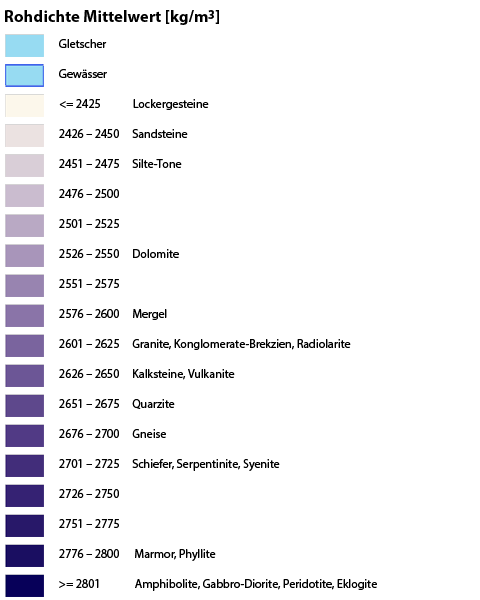 Rohdichte Mittelwert [kg/m³]
Gletscher
Gewässer
<= 2425 Lockergesteine
2426 – 2450 Sandsteine
2451 – 2475 Silte-Tone
2476 – 2500
2501 – 2525
2526 – 2550 Dolomite
2551 – 2575
2576 – 2600 Mergel
2601 – 2625 Granite, Konglomerate-Brekzien, Radiolarite
2626 – 2650 Kalksteine, Vulkanite
2651 – 2675 Quarzite
2676 – 2700 Gneise
2701 – 2725 Schiefer, Serpentinite, Syenite
2726 – 2750
2751 – 2775
2776 – 2800 Marmor, Phyllite
>= 2801 Amphibolite, Gabbro-Diorite, Peridotite, Eklogite